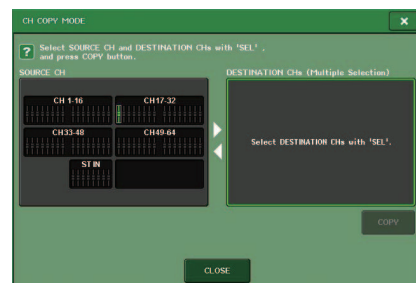 CH COPY MODE
×
? Select SOURCE CH and DESTINATION CHs with 'SEL' ,
and press COPY button.
SOURCE CH
DESTINATION CHs (Multiple Selection)
CH 1-16
CH17-32
CH33-48
CH49-64
ST IN
Select DESTINATION CHs with 'SEL'.
COPY
CLOSE